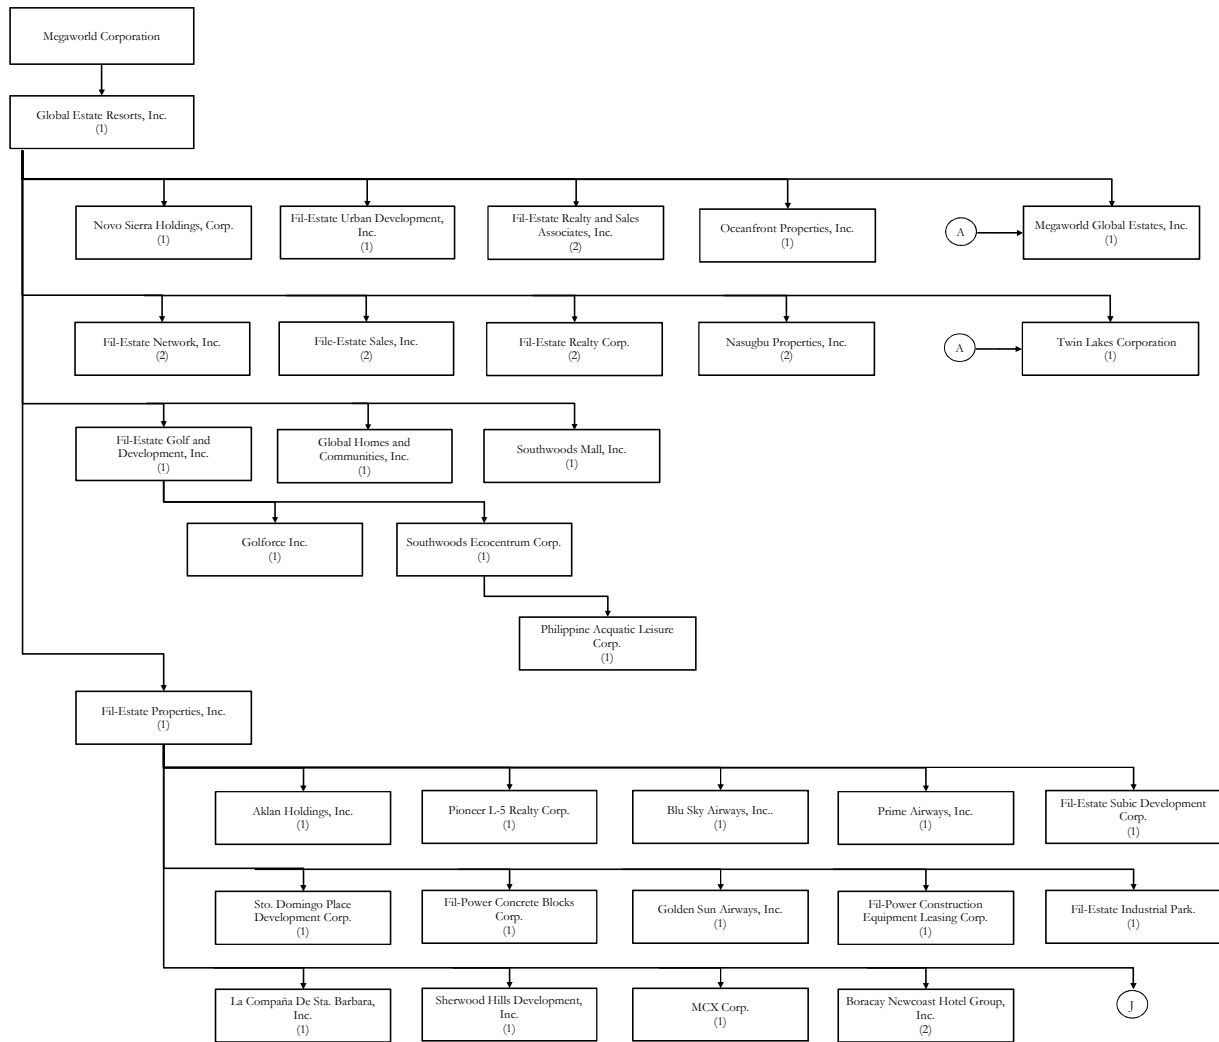 Megaworld Corporation
Global Estate Resorts, Inc.
(1)
Novo Sierra Holdings, Corp.
(1)
Fil-Estate Urban Development,
Inc.
(1)
Fil-Estate Realty and Sales
Associates, Inc.
(2)
Oceanfront Properties, Inc.
(1)
A
Megaworld Global Estates, Inc.
(1)
Fil-Estate Network, Inc.
(2)
File-Estate Sales, Inc.
(2)
Fil-Estate Realty Corp.
(2)
Nasugbu Properties, Inc.
(2)
A
Twin Lakes Corporation
(1)
Fil-Estate Golf and
Development, Inc.
(1)
Global Homes and
Communities, Inc.
(1)
Southwoods Mall, Inc.
(1)
Golforce Inc.
(1)
Southwoods Ecocentrum Corp.
(1)
Philippine Acquatic Leisure
Corp.
(1)
Fil-Estate Properties, Inc.
(1)
Aklan Holdings, Inc.
(1)
Pioneer L-5 Realty Corp.
(1)
Blu Sky Airways, Inc..
(1)
Prime Airways, Inc.
(1)
Fil-Estate Subic Development
Corp.
(1)
Sto. Domingo Place
Development Corp.
(1)
Fil-Power Concrete Blocks
Corp.
(1)
Golden Sun Airways, Inc.
(1)
Fil-Power Construction
Equipment Leasing Corp.
(1)
Fil-Estate Industrial Park.
(1)
La Compaña De Sta. Barbara,
Inc.
(1)
Sherwood Hills Development,
Inc.
(1)
MCX Corp.
(1)
Boracay Newcoast Hotel Group,
Inc.
(2)
J